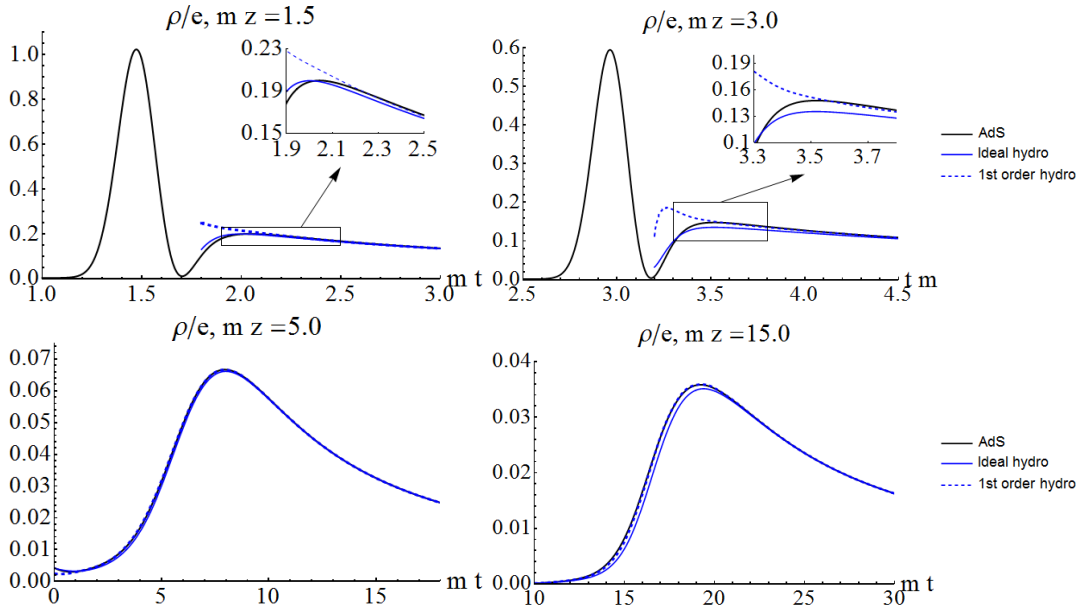 ρ/e, m z =1.5
1.0
0.8
0.6
0.4
0.2
0.0
1.0 1.5 2.0 2.5 3.0 m t
0.23
0.19
0.15
1.9 2.1 2.3 2.5
ρ/e, m z =3.0
0.6
0.5
0.4
0.3
0.2
0.1
0.0
2.5 3.0 3.5 4.0 4.5 t m
0.19
0.16
0.13
0.1
3.3 3.5 3.7
AdS
Ideal hydro
1st order hydro
ρ/e, m z =5.0
0.07
0.06
0.05
0.04
0.03
0.02
0.01
0.00
0 5 10 15 m t
ρ/e, m z =15.0
0.04
0.03
0.02
0.01
0.00
10 15 20 25 30 m t
AdS
Ideal hydro
1st order hydro